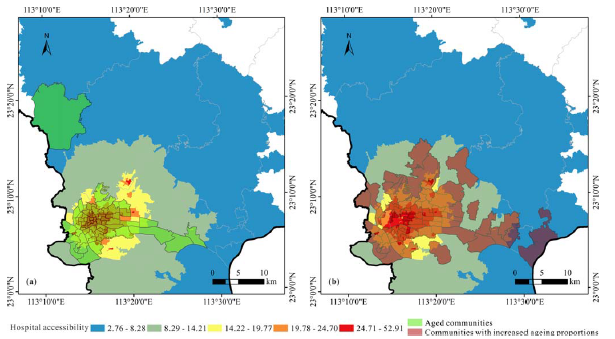 113°10'0"E 113°20'0"E 113°30'0"E 113°10'0"E 113°20'0"E 113°30'0"E
N N
23°20'0"N 23°20'0"N
23°10'0"N 23°10'0"N
23°0'0"N 23°0'0"N
(a) 0 5 10 km (b) 0 5 10 km
113°10'0"E 113°20'0"E 113°30'0"E 113°10'0"E 113°20'0"E 113°30'0"E
Hospital accessibility 2.76 - 8.28 8.29 - 14.21 14.22 - 19.77 19.78 - 24.70 24.71 - 52.91 Aged communities
Communities with increased ageing proportions